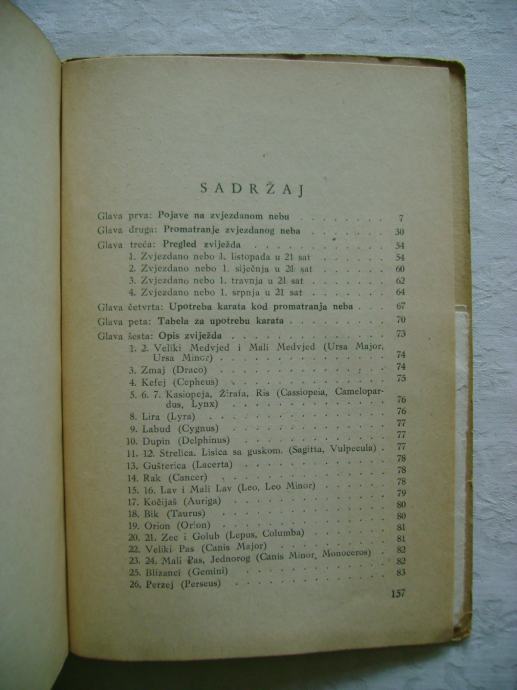 SADRŽAJ
Glava prva: Pojave na zvjezdanom nebu . . . . . . . 7
Glava druga: Promatranje zvjezdanog neba . . . . . . 30
Glava treća: Pregled zviježđa . . . . . . . . . . 54
1. Zvjezdano nebo 1. listopada u 21 sat . . . . . 54
2. Zvjezdano nebo 1. siječnja u 21 sat . . . . . 60
3. Zvjezdano nebo 1. travnja u 21 sat . . . . . 62
4. Zvjezdano nebo 1. srpnja u 21 sat . . . . . 64
Glava četvrta: Upotreba karata kod promatranja neba . . . 67
Glava peta: Tabela za upotrebu karata . . . . . . . 70
Glava šesta: Opis zviježđa . . . . . . . . . . . 73
1. 2. Veliki Medvjed i Mali Medvjed (Ursa Major,
Ursa Minor) . . . . . . . . . . . 74
3. Zmaj (Draco) . . . . . . . . . . . 74
4. Kefej (Cepheus) . . . . . . . . . . 75
5. 6. 7. Kasiopeja, Žirafa, Ris (Cassiopeia, Camelopar-
dus, Lynx) . . . . . . . . . . . 76
8. Lira (Lyra) . . . . . . . . . . . . 76
9. Labud (Cygnus) . . . . . . . . . . 77
10. Dupin (Delphinus) . . . . . . . . . 77
11. 12. Strelica. Lisica sa guskom. (Sagitta, Vulpecula) . 77
13. Gušterica (Lacerta) . . . . . . . . . 78
14. Rak (Cancer) . . . . . . . . . . . 78
15. 16. Lav i Mali Lav (Leo, Leo Minor) . . . . . 78
17. Kočijaš (Auriga) . . . . . . . . . . 79
18. Bik (Taurus) . . . . . . . . . . . 80
19. Orion (Orion) . . . . . . . . . . . 80
20. 21. Zec i Golub (Lepus, Columba) . . . . . . 81
22. Veliki Pas (Canis Major) . . . . . . . . 81
23. 24. Mali Pas, Jednorog (Canis Minor, Monoceros) . 82
25. Blizanci (Gemini) . . . . . . . . . . 82
26. Perzej (Perseus) . . . . . . . . . . 83
157